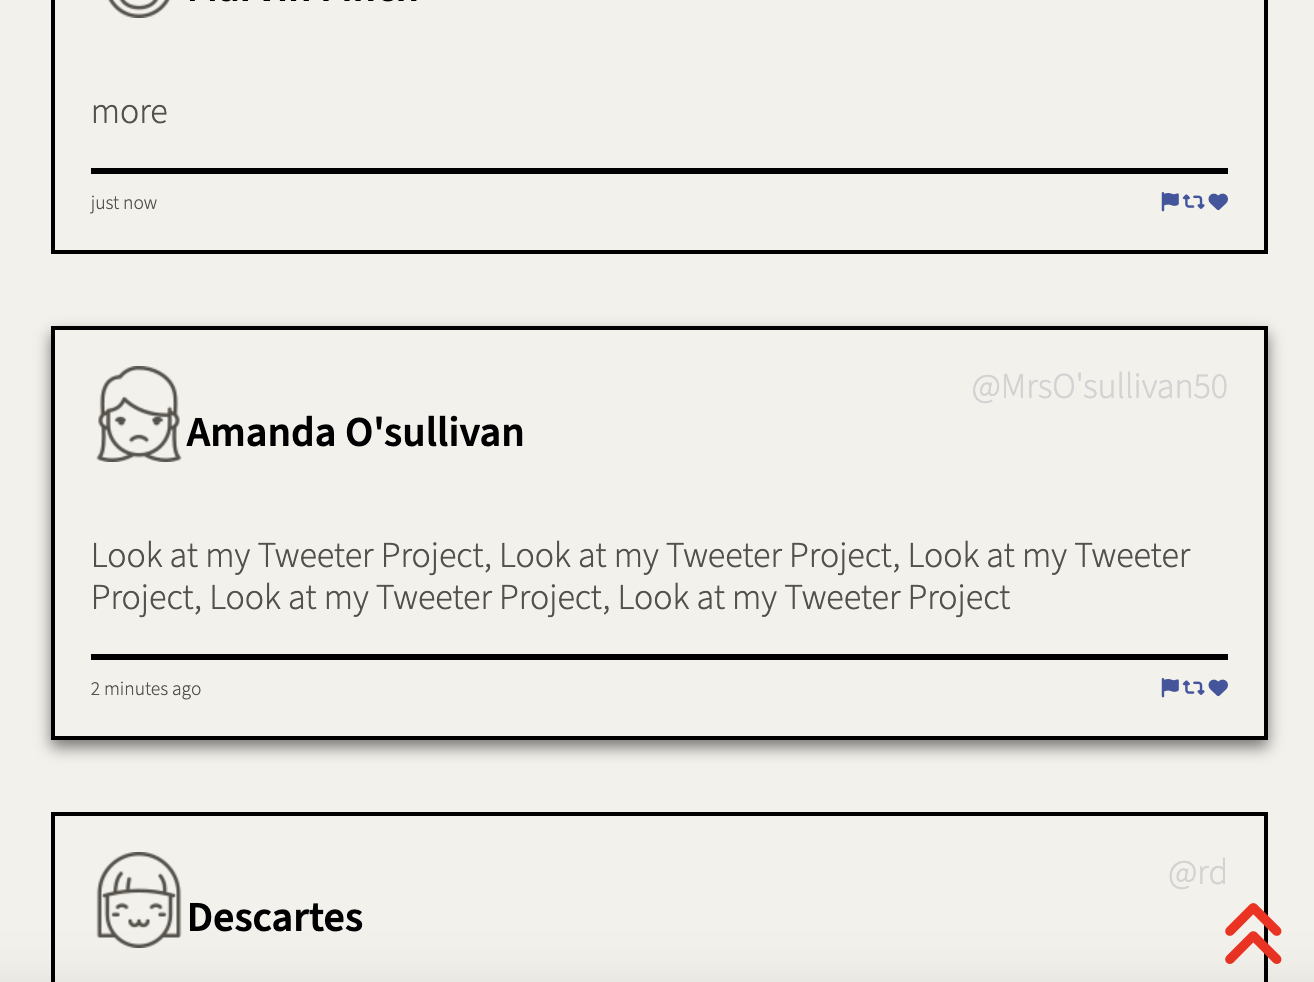 more
just now
@MrsO'sullivan50
Amanda O'sullivan
Look at my Tweeter Project, Look at my Tweeter Project, Look at my Tweeter
Project, Look at my Tweeter Project, Look at my Tweeter Project
2 minutes ago
@rd
Descartes